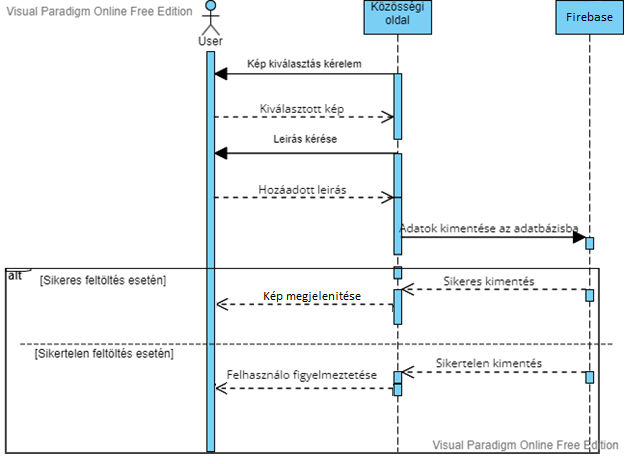 Visual Paradigm Online Free Edition
User
Közösségi
oldal
Firebase
Kép kiválasztás kérelem
Kiválasztott kép
Leirás kérése
Hozáadott leirás
Adatok kimentése az adatbázisba
ált
[Sikeres feltöltés esetén]
Sikeres kimentés
Kép megjelenitése
[Sikertelen feltöltés esetén]
Sikertelen kimentés
Felhasználo figyelmeztetése
Visual Paradigm Online Free Edition